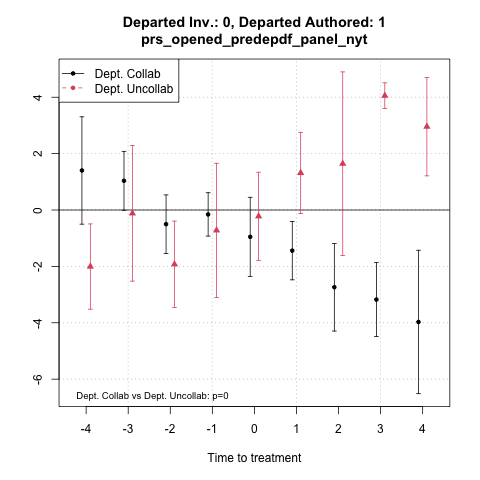 Departed Inv.: 0, Departed Authored: 1
prs_opened_predepdf_panel_nyt
Dept. Collab
Dept. Uncollab
4
2
0
-2
-4
-6
Dept. Collab vs Dept. Uncollab: p=0
-4 -3 -2 -1 0 1 2 3 4
Time to treatment